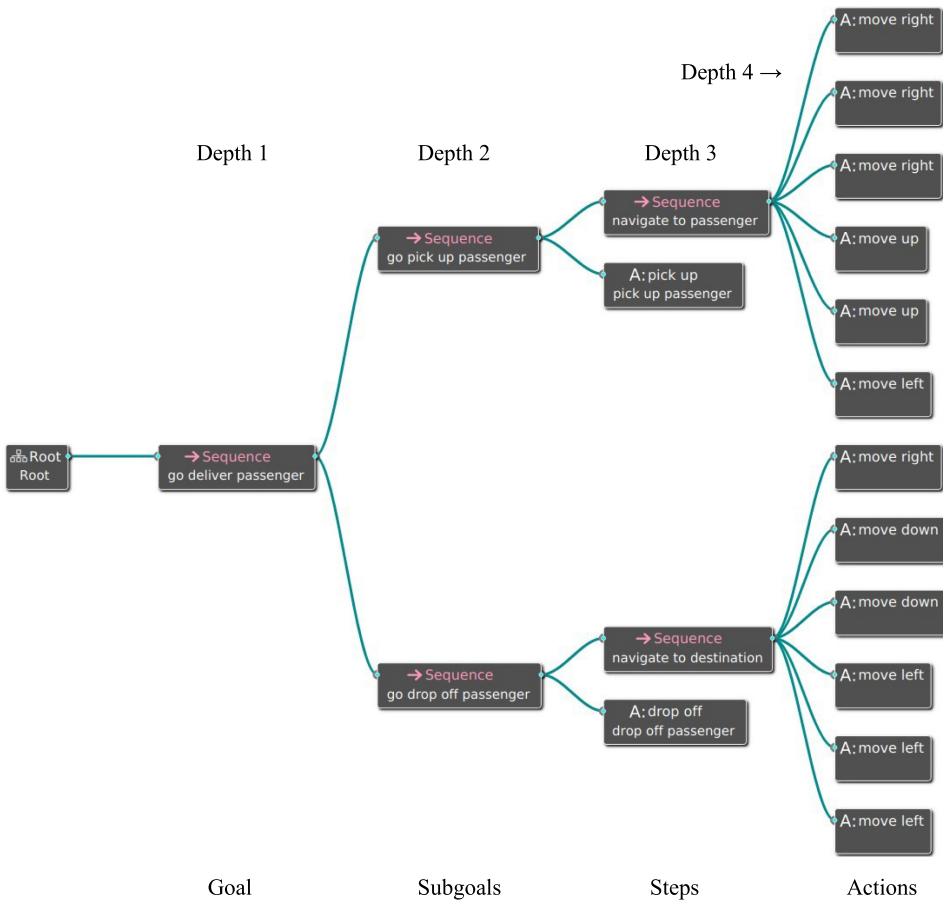 A: move right
Depth 4 →
A: move right
Depth 1
Depth 2
Depth 3
A: move right
→ Sequence
navigate to passenger
→ Sequence
go pick up passenger
A: move up
A: pick up
pick up passenger
A: move up
A: move left
Root
Root
→ Sequence
go deliver passenger
A: move right
A: move down
A: move down
→ Sequence
navigate to destination
→ Sequence
go drop off passenger
A: move left
A: drop off
drop off passenger
A: move left
A: move left
Goal
Subgoals
Steps
Actions